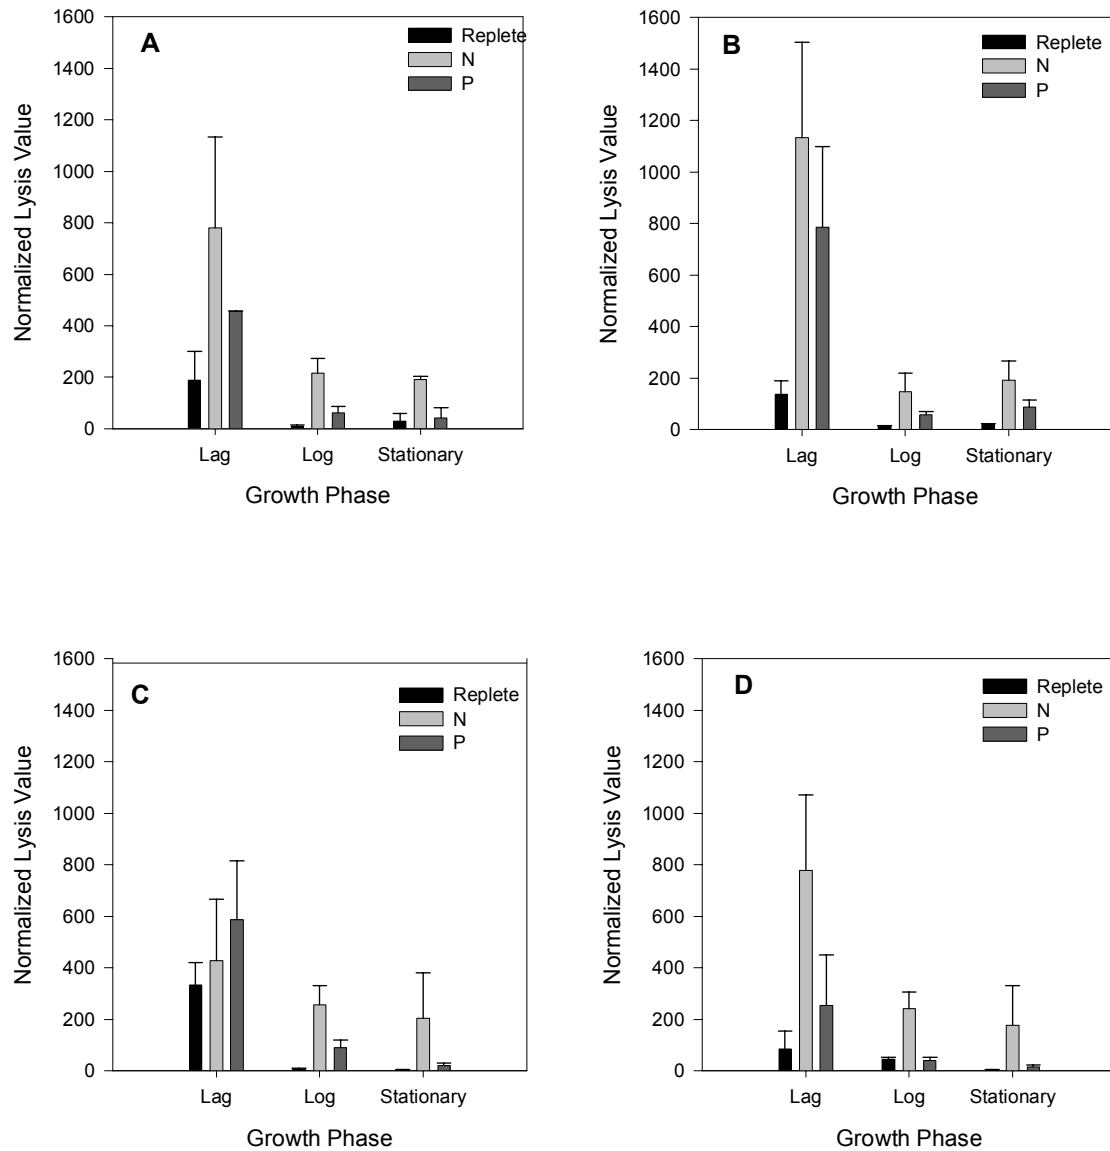 A
Replete
N
P
1600
1400
1200
1000
800
600
400
200
0
Normalized Lysis Value
Lag Log Stationary
Growth Phase
B
Replete
N
P
1600
1400
1200
1000
800
600
400
200
0
Normalized Lysis Value
Lag Log Stationary
Growth Phase
C
Replete
N
P
1600
1400
1200
1000
800
600
400
200
0
Normalized Lysis Value
Lag Log Stationary
Growth Phase
D
Replete
N
P
1600
1400
1200
1000
800
600
400
200
0
Normalized Lysis Value
Lag Log Stationary
Growth Phase